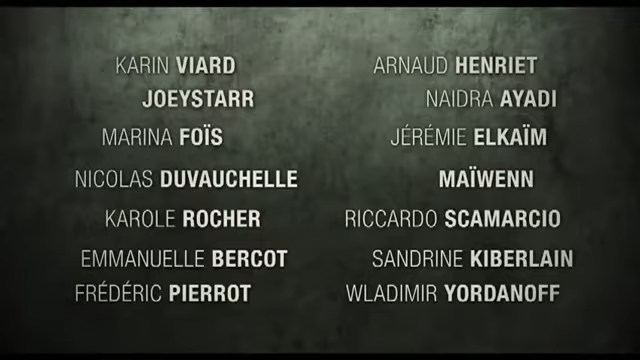 KARIN VIARD
JOEYSTARR
MARINA FOÏS
NICOLAS DUVAUCHELLE
KAROLE ROCHER
EMMANUELLE BERCOT
FRÉDÉRIC PIERROT
ARNAUD HENRIET
NAIDRA AYADI
JÉRÉMIE ELKAÏM
MAÏWENN
RICCARDO SCAMARCIO
SANDRINE KIBERLAIN
WLADIMIR YORDANOFF